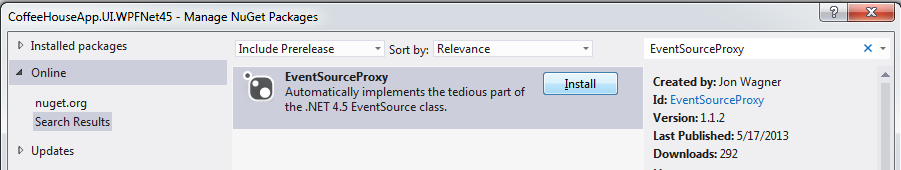 CoffeeHouseApp.UI.WPFNet45 - Manage NuGet Packages
Installed packages
Online
nuget.org
Search Results
Updates
Include Prerelease
Sort by:
Relevance
EventSourceProxy
Automatically implements the tedious part
of the .NET 4.5 EventSource class.
Install
EventSourceProxy
Created by: Jon Wagner
Id: EventSourceProxy
Version: 1.1.2
Last Published: 5/17/2013
Downloads: 292